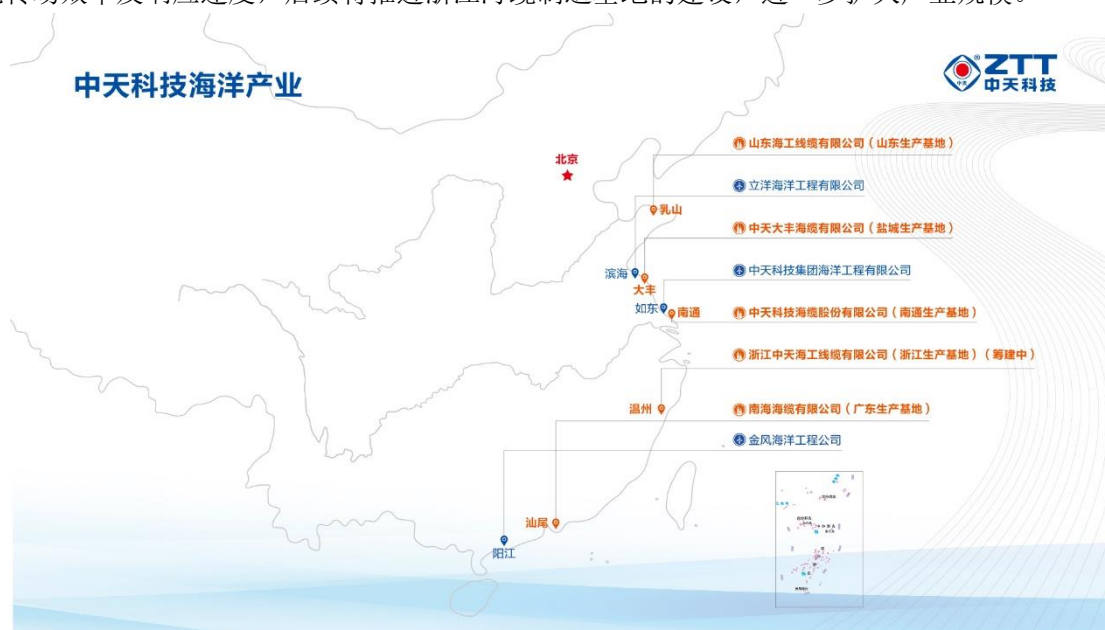 中天科技海洋产业
ZTT
中天科技
北京
山东海工线缆有限公司（山东生产基地）
立洋海洋工程有限公司
乳山
中天大丰海缆有限公司（盐城生产基地）
滨海
中天科技集团海洋工程有限公司
大丰
如东
南通
中天科技海缆股份有限公司（南通生产基地）
浙江中天海工线缆有限公司（浙江生产基地）（筹建中）
温州
南海海缆有限公司（广东生产基地）
金风海洋工程公司
汕尾
阳江